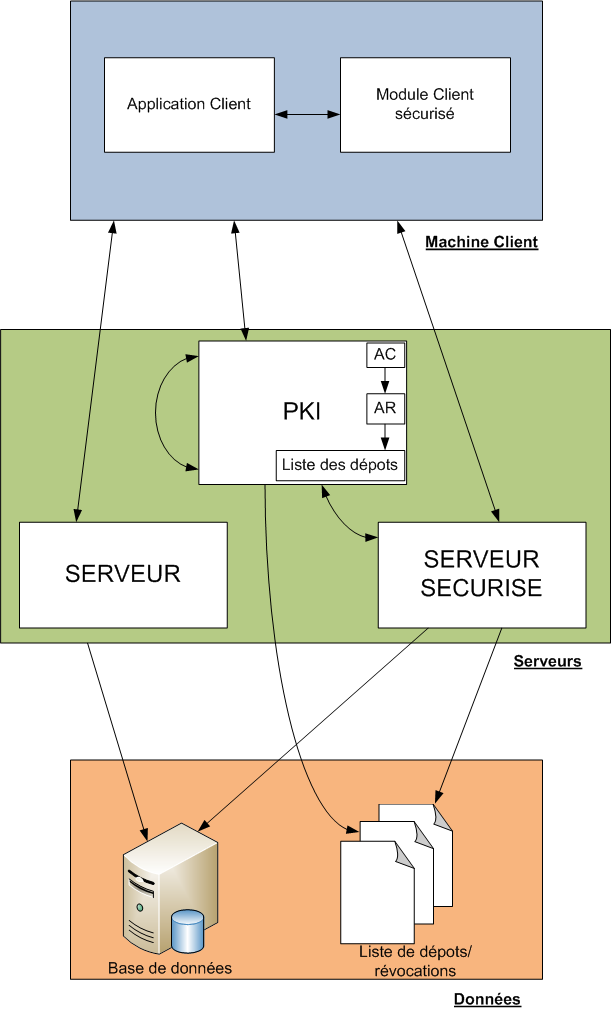 Application Client
Module Client
sécurisé
Machine Client
PKI
AC
AR
Liste des dépots
SERVEUR
SERVEUR
SECURISE
Serveurs
Base de données
Liste de dépots/
révocations
Données